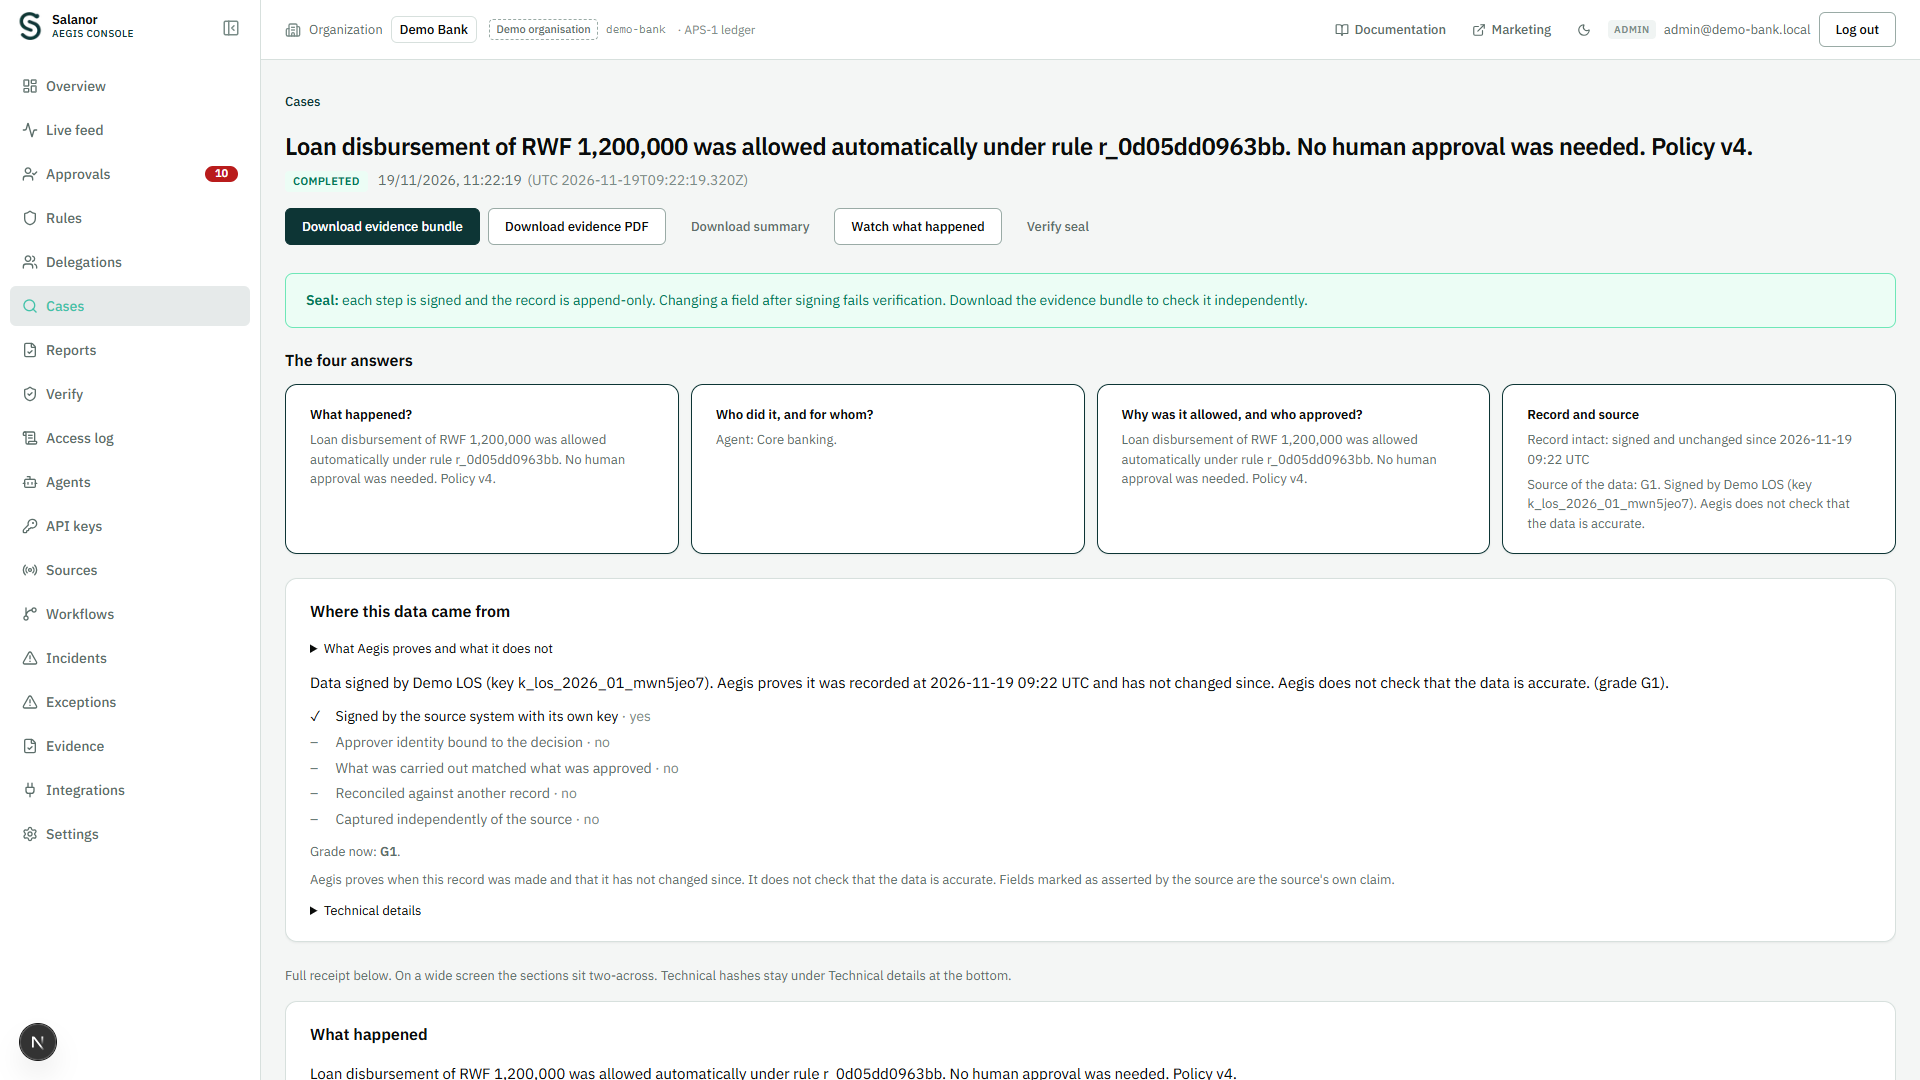 Salanor
AEGIS CONSOLE
Organization
Demo Bank
Demo organisation
demo-bank
· APS-1 ledger
Documentation
Marketing
ADMIN
admin@demo-bank.local
Log out
Overview
Live feed
Approvals
10
Rules
Delegations
Cases
Reports
Verify
Access log
Agents
API keys
Sources
Workflows
Incidents
Exceptions
Evidence
Integrations
Settings
N
Cases
Loan disbursement of RWF 1,200,000 was allowed automatically under rule r_0d05dd0963bb. No human approval was needed. Policy v4.
COMPLETED
19/11/2026, 11:22:19 (UTC 2026-11-19T09:22:19.320Z)
Download evidence bundle
Download evidence PDF
Download summary
Watch what happened
Verify seal
Seal: each step is signed and the record is append-only. Changing a field after signing fails verification. Download the evidence bundle to check it independently.
The four answers
What happened?
Loan disbursement of RWF 1,200,000 was allowed
automatically under rule r_0d05dd0963bb. No human
approval was needed. Policy v4.
Who did it, and for whom?
Agent: Core banking.
Why was it allowed, and who approved?
Loan disbursement of RWF 1,200,000 was allowed
automatically under rule r_0d05dd0963bb. No human
approval was needed. Policy v4.
Record and source
Record intact: signed and unchanged since 2026-11-19
09:22 UTC
Source of the data: G1. Signed by Demo LOS (key
k_los_2026_01_mwn5jeo7). Aegis does not check that
the data is accurate.
Where this data came from
▶ What Aegis proves and what it does not
Data signed by Demo LOS (key k_los_2026_01_mwn5jeo7). Aegis proves it was recorded at 2026-11-19 09:22 UTC and has not changed since. Aegis does not check that the data is accurate. (grade G1).
✓ Signed by the source system with its own key · yes
– Approver identity bound to the decision · no
– What was carried out matched what was approved · no
– Reconciled against another record · no
– Captured independently of the source · no
Grade now: G1.
Aegis proves when this record was made and that it has not changed since. It does not check that the data is accurate. Fields marked as asserted by the source are the source's own claim.
▶ Technical details
Full receipt below. On a wide screen the sections sit two-across. Technical hashes stay under Technical details at the bottom.
What happened
Loan disbursement of RWF 1,200,000 was allowed automatically under rule r_0d05dd0963bb. No human approval was needed. Policy v4.